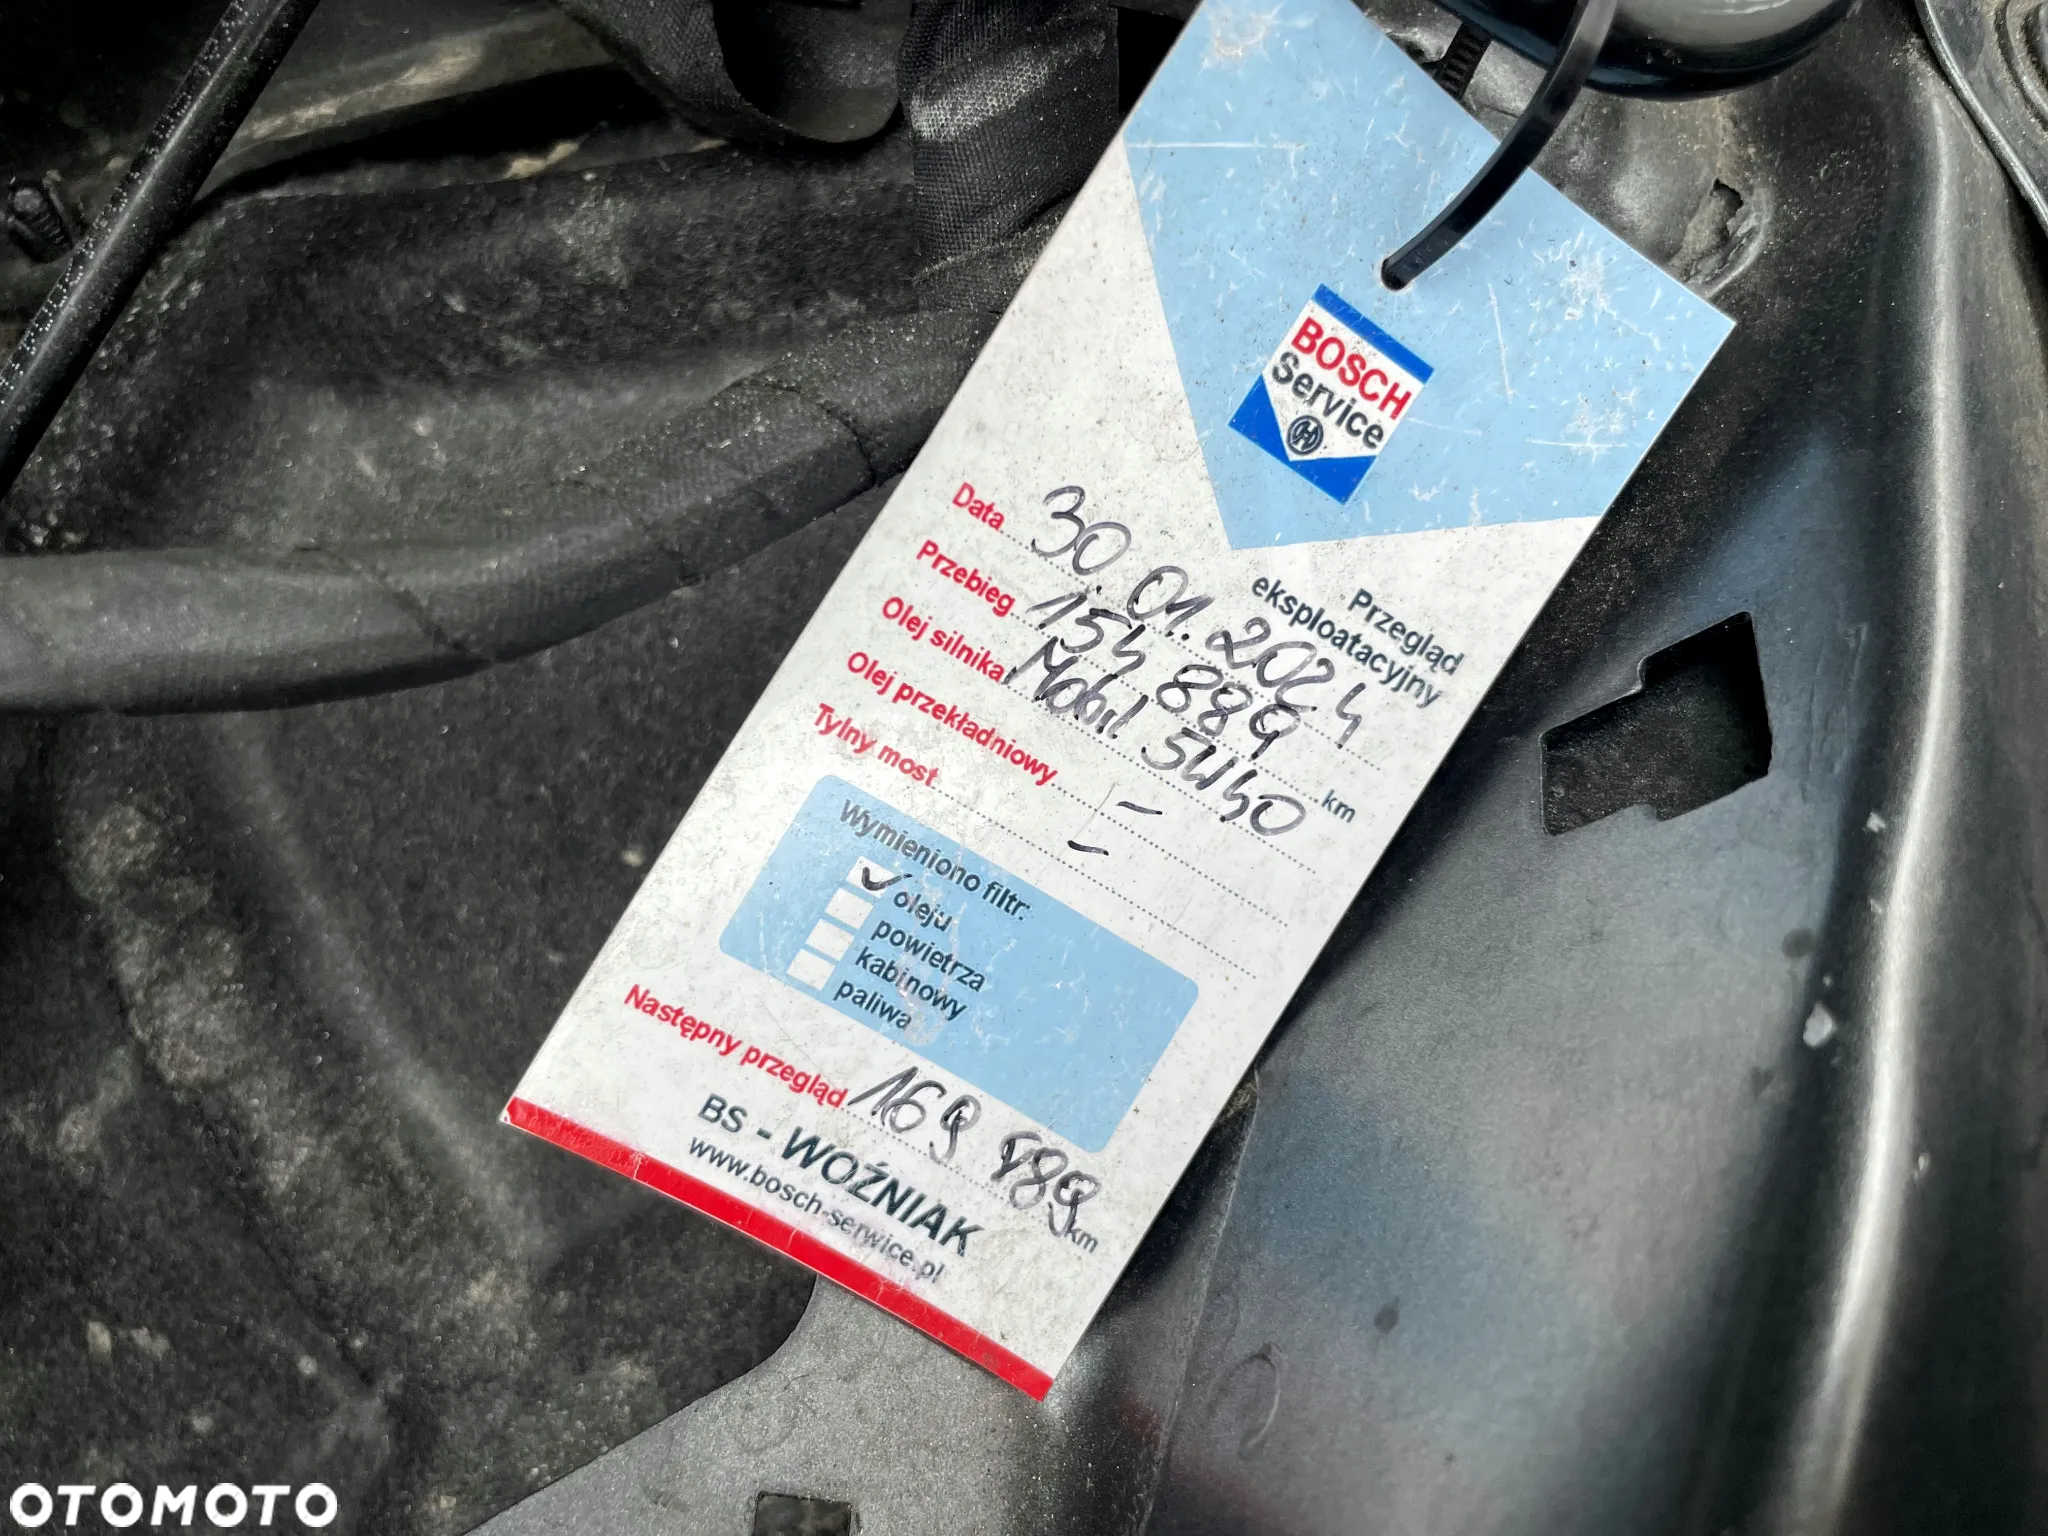 BOSCH
Service
Przegląd
eksploatacyjny
Data 30.01.2024
Przebieg 154 889 km
Olej silnika Mobil 5W40
Olej przekładniowy -
Tylny most -
Wymieniono filtr:
oleju
powietrza
kabinowy
paliwa
Następny przegląd 169 889 km
BS - WOŹNIAK
www.bosch-serwice.pl
OTOMOTO